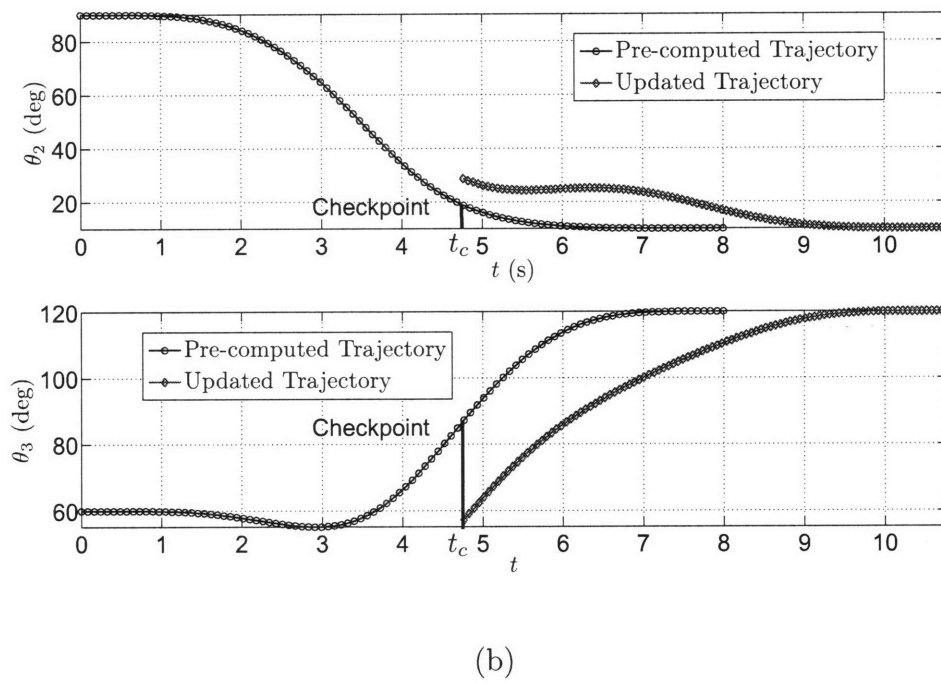 80
60
40
20
θ₂ (deg)
Pre-computed Trajectory
Updated Trajectory
Checkpoint
0 1 2 3 4 t_c 5 6 7 8 9 10
t (s)
120
100
80
60
θ₃ (deg)
Pre-computed Trajectory
Updated Trajectory
Checkpoint
0 1 2 3 4 t_c 5 6 7 8 9 10
t
(b)